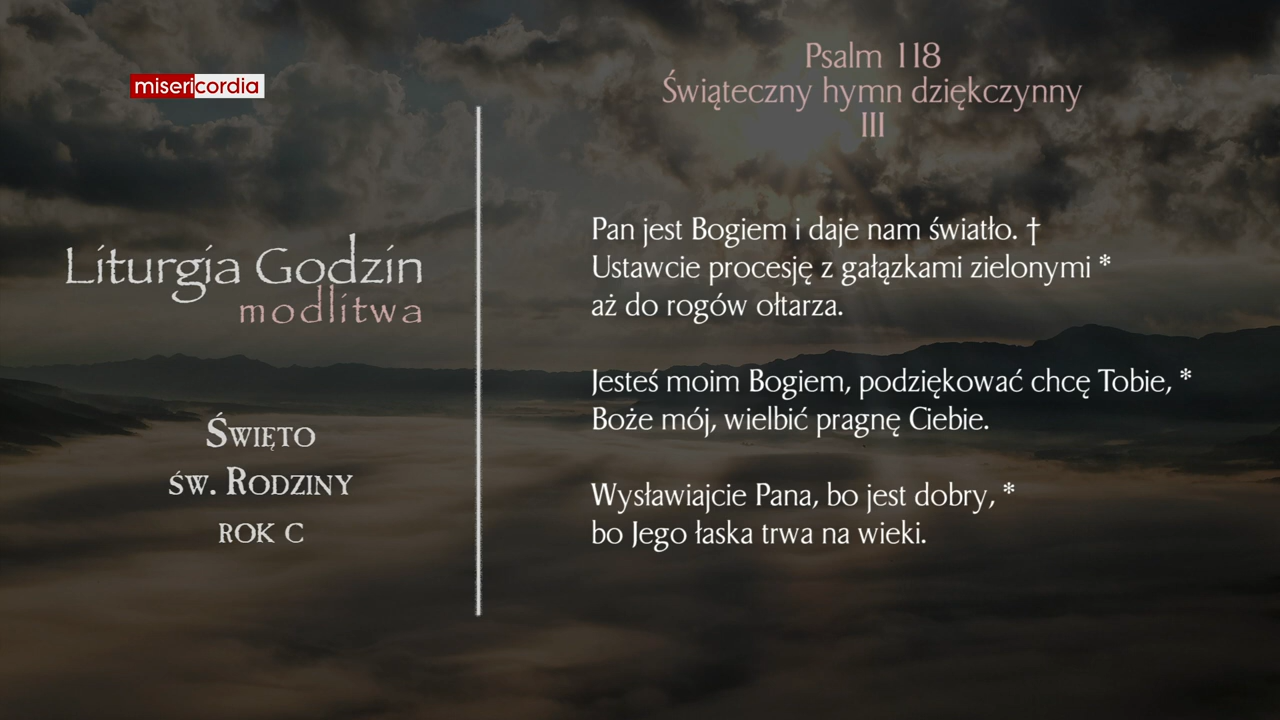 misericordia
Liturgia Godzin
modlitwa
Święto
św. Rodziny
rok C
Psalm 118
Świąteczny hymn dziękczynny
III
Pan jest Bogiem i daje nam światło. †
Ustawcie procesję z gałązkami zielonymi *
aż do rogów ołtarza.
Jesteś moim Bogiem, podziękować chcę Tobie, *
Boże mój, wielbić pragnę Ciebie.
Wysławiajcie Pana, bo jest dobry, *
bo Jego łaska trwa na wieki.